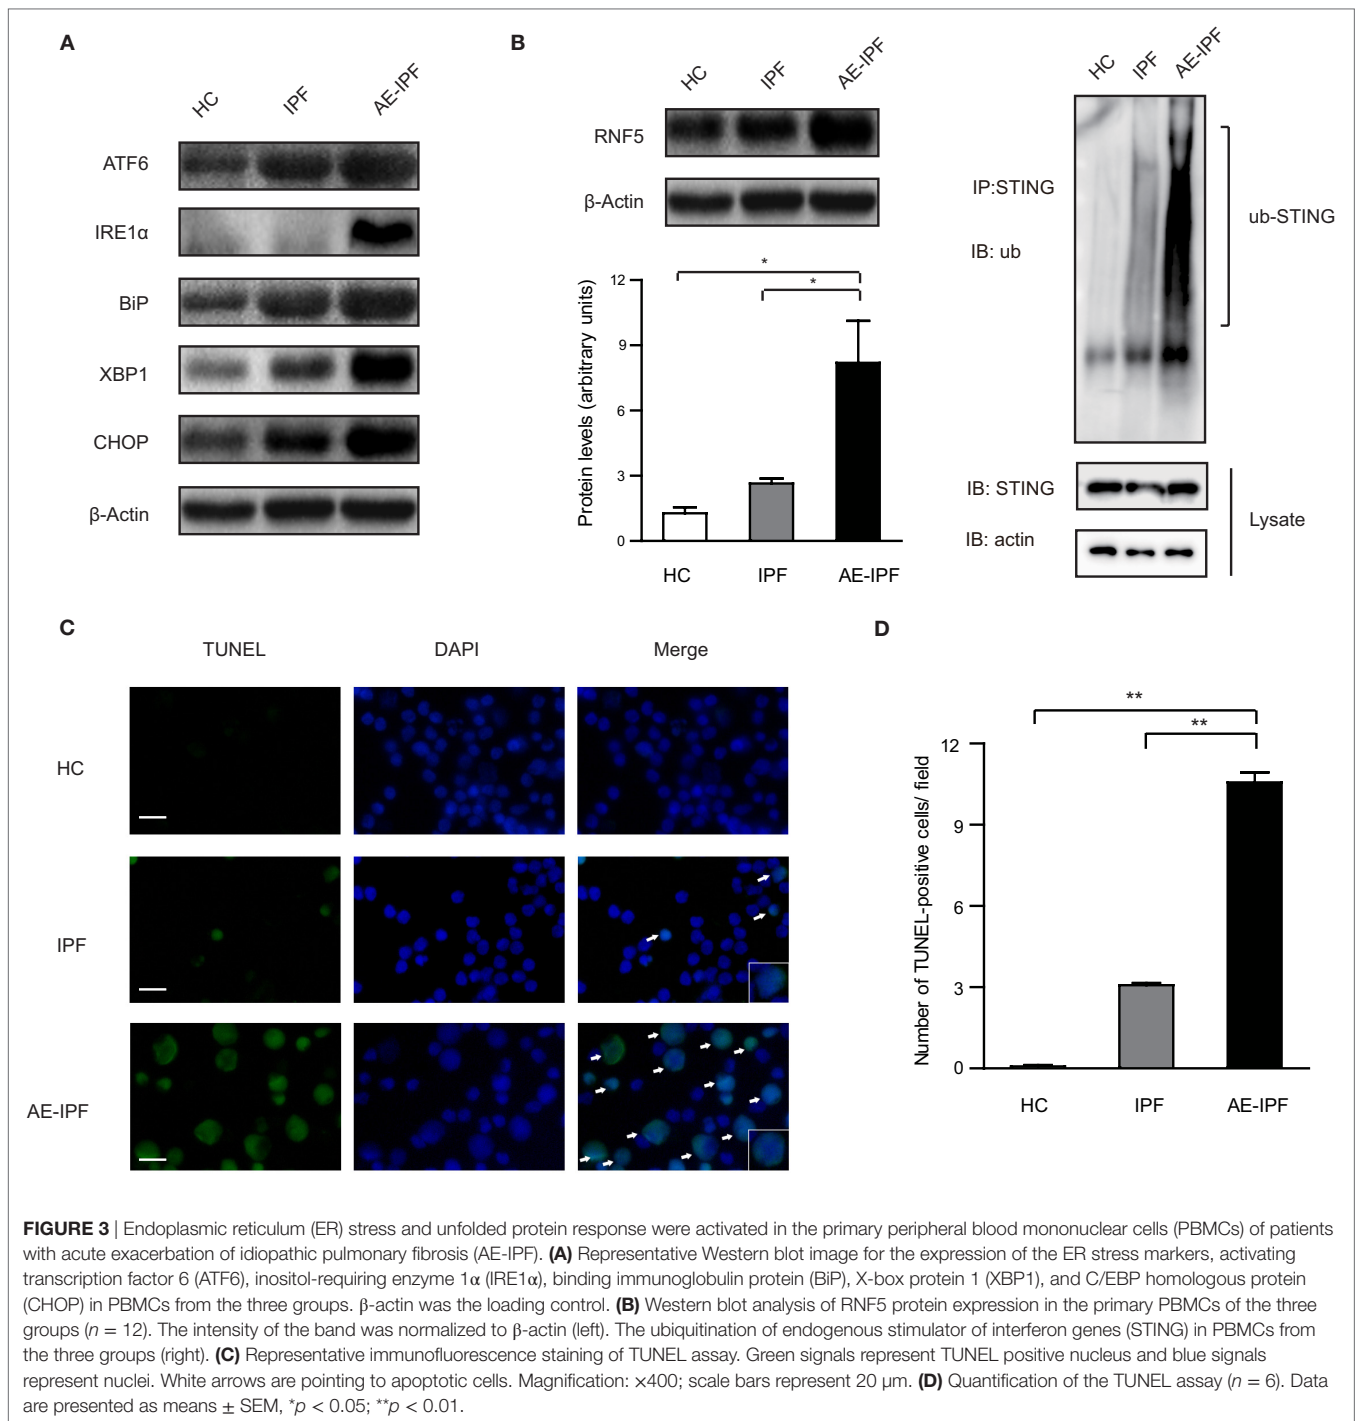 A
HC IPF AE-IPF
ATF6
IRE1α
BiP
XBP1
CHOP
β-Actin
B
HC IPF AE-IPF
RNF5
β-Actin
* 
*
Protein levels (arbitrary units)
12
9
6
3
0
HC IPF AE-IPF
HC IPF AE-IPF
IP:STING
IB: ub
ub-STING
IB: STING
IB: actin
Lysate
C
TUNEL DAPI Merge
HC
IPF
AE-IPF
D
**
**
Number of TUNEL-positive cells/ field
12
9
6
3
0
HC IPF AE-IPF
FIGURE 3 | Endoplasmic reticulum (ER) stress and unfolded protein response were activated in the primary peripheral blood mononuclear cells (PBMCs) of patients
with acute exacerbation of idiopathic pulmonary fibrosis (AE-IPF). (A) Representative Western blot image for the expression of the ER stress markers, activating
transcription factor 6 (ATF6), inositol-requiring enzyme 1α (IRE1α), binding immunoglobulin protein (BiP), X-box protein 1 (XBP1), and C/EBP homologous protein
(CHOP) in PBMCs from the three groups. β-actin was the loading control. (B) Western blot analysis of RNF5 protein expression in the primary PBMCs of the three
groups (n = 12). The intensity of the band was normalized to β-actin (left). The ubiquitination of endogenous stimulator of interferon genes (STING) in PBMCs from
the three groups (right). (C) Representative immunofluorescence staining of TUNEL assay. Green signals represent TUNEL positive nucleus and blue signals
represent nuclei. White arrows are pointing to apoptotic cells. Magnification: ×400; scale bars represent 20 μm. (D) Quantification of the TUNEL assay (n = 6). Data
are presented as means ± SEM, *p < 0.05; **p < 0.01.